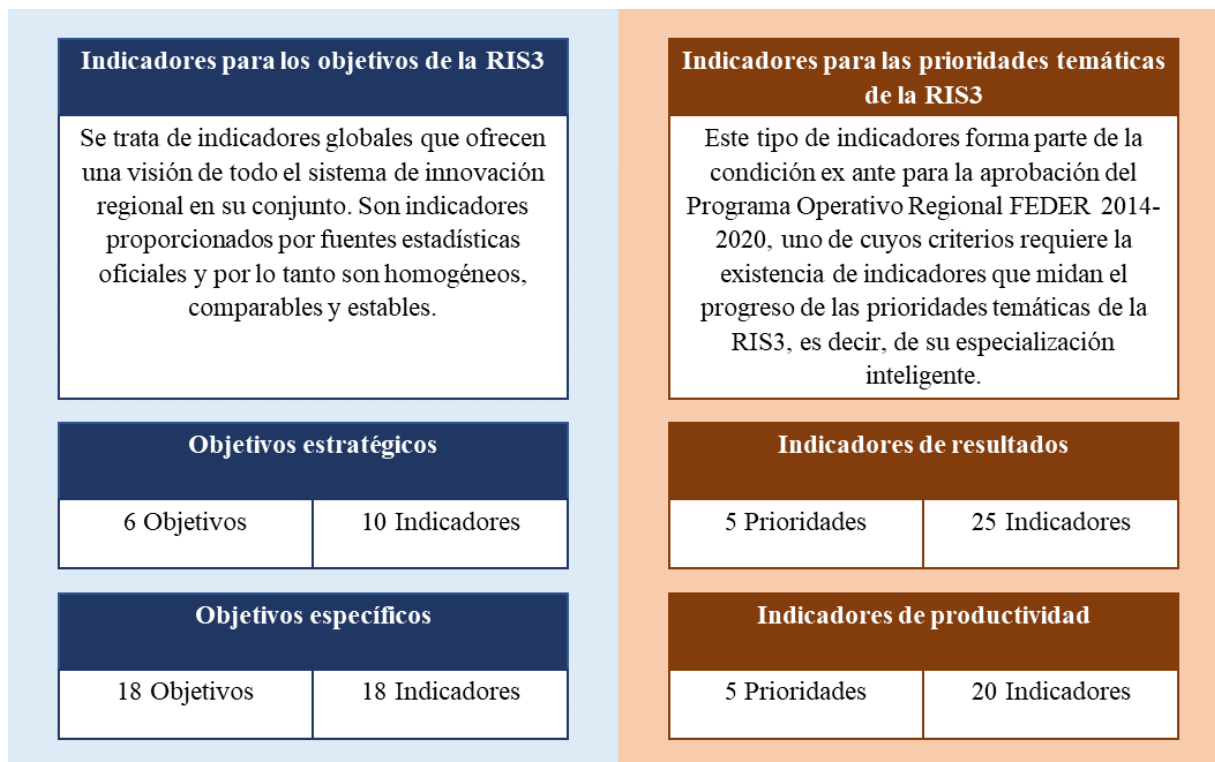 Indicadores para los objetivos de la RIS3
Se trata de indicadores globales que ofrecen
una visión de todo el sistema de innovación
regional en su conjunto. Son indicadores
proporcionados por fuentes estadísticas
oficiales y por lo tanto son homogéneos,
comparables y estables.
Objetivos estratégicos
6 Objetivos
10 Indicadores
Objetivos específicos
18 Objetivos
18 Indicadores
Indicadores para las prioridades temáticas
de la RIS3
Este tipo de indicadores forma parte de la
condición ex ante para la aprobación del
Programa Operativo Regional FEDER 2014-
2020, uno de cuyos criterios requiere la
existencia de indicadores que midan el
progreso de las prioridades temáticas de la
RIS3, es decir, de su especialización
inteligente.
Indicadores de resultados
5 Prioridades
25 Indicadores
Indicadores de productividad
5 Prioridades
20 Indicadores